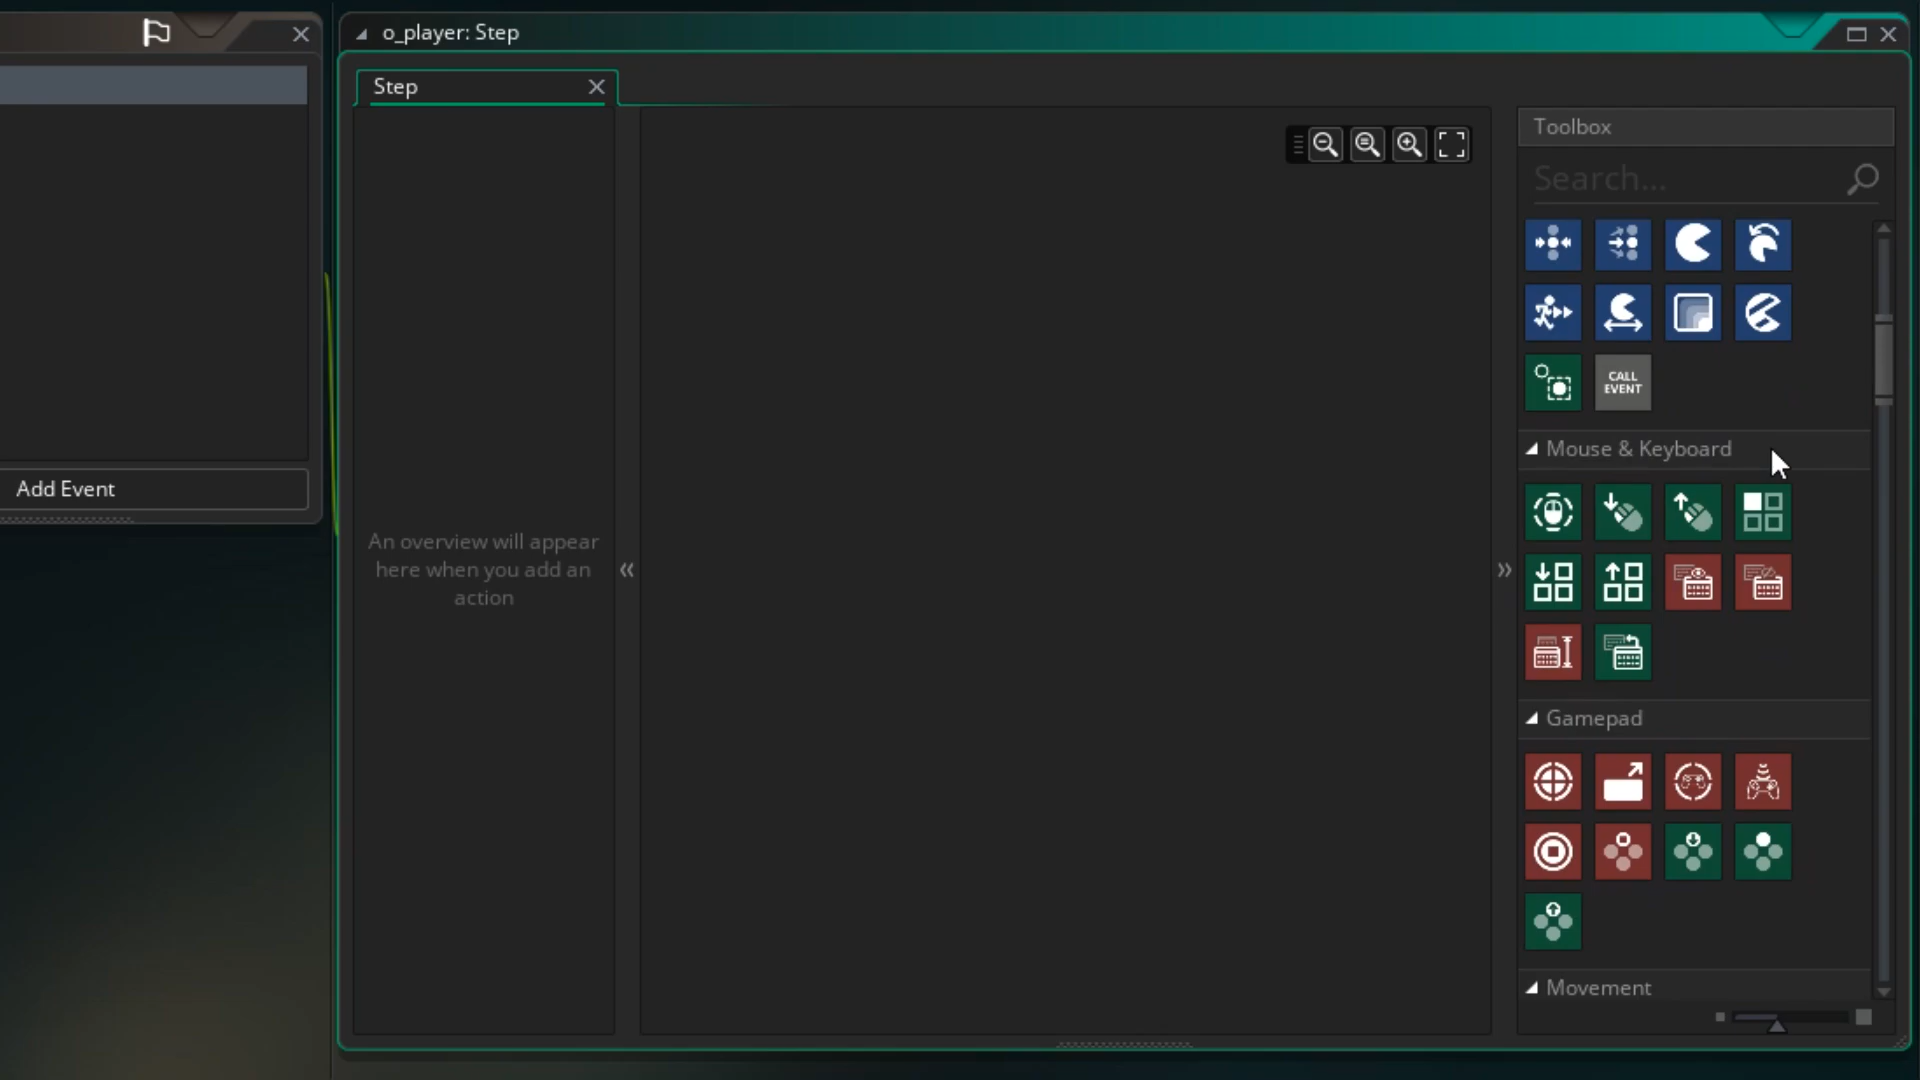 o_player: Step
Step
Toolbox
Search...
CALL
EVENT
Mouse & Keyboard
Add Event
An overview will appear
here when you add an
action
Gamepad
Movement